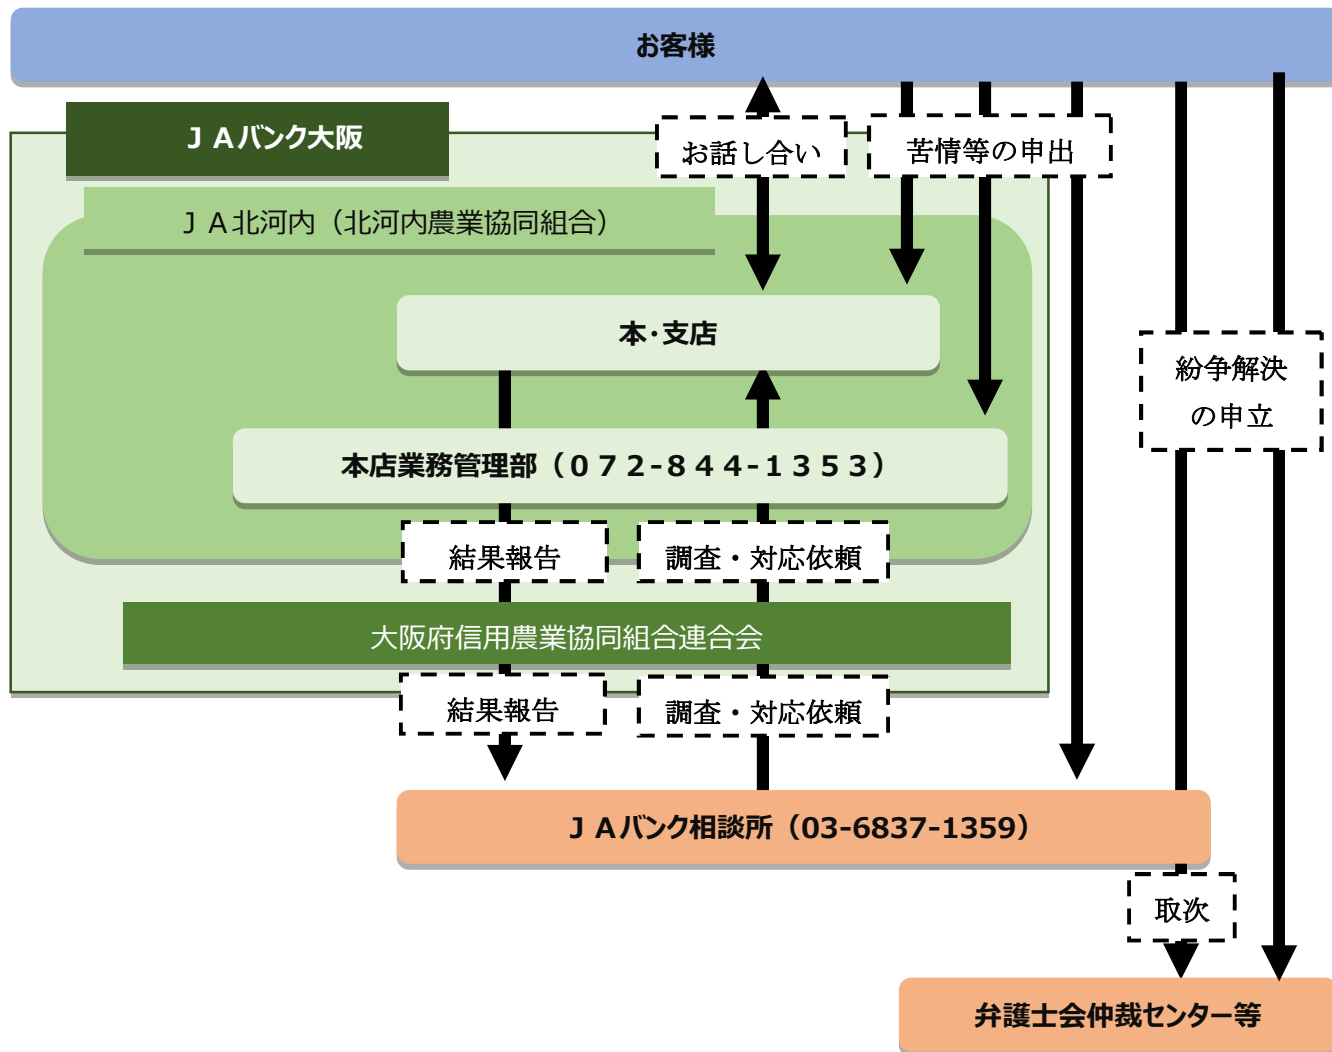 お客様
ＪＡバンク大阪
お話し合い
苦情等の申出
ＪＡ北河内（北河内農業協同組合）
本・支店
紛争解決
の申立
本店業務管理部（０７２-８４４-１３５３）
結果報告
調査・対応依頼
大阪府信用農業協同組合連合会
結果報告
調査・対応依頼
ＪＡバンク相談所（03-6837-1359）
取次
弁護士会仲裁センター等